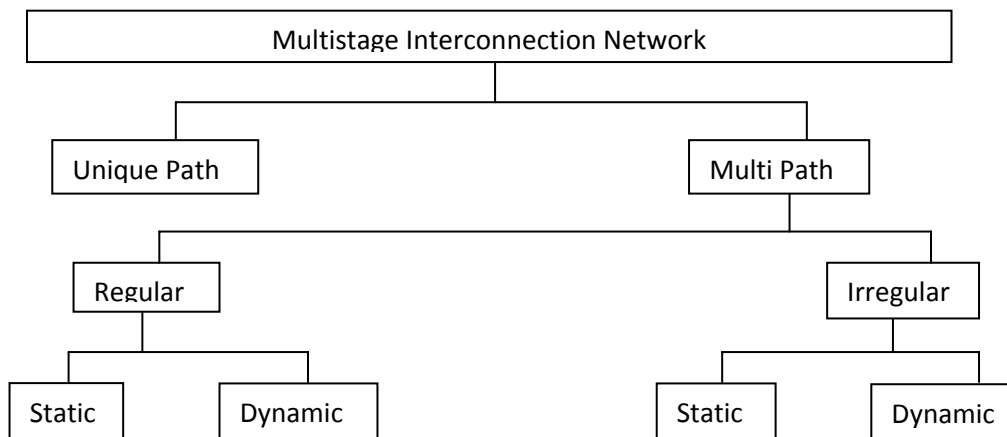 Multistage Interconnection Network
Unique Path
Multi Path
Regular
Irregular
Static
Dynamic
Static
Dynamic